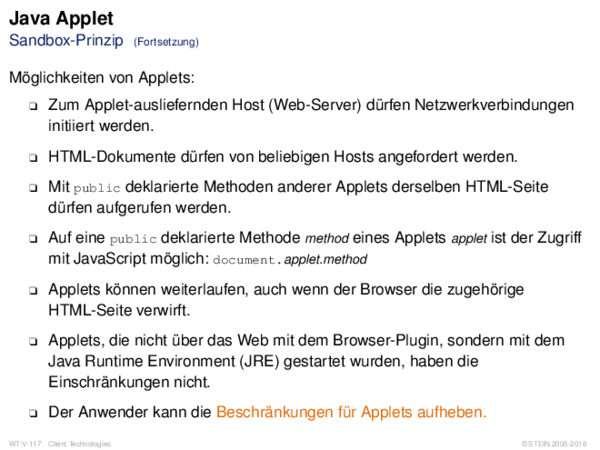 Java Applet
Sandbox-Prinzip (Fortsetzung)
Möglichkeiten von Applets:
❑ Zum Applet-ausliefernden Host (Web-Server) dürfen Netzwerkverbindungen
initiiert werden.
❑ HTML-Dokumente dürfen von beliebigen Hosts angefordert werden.
❑ Mit public deklarierte Methoden anderer Applets derselben HTML-Seite
dürfen aufgerufen werden.
❑ Auf eine public deklarierte Methode method eines Applets applet ist der Zugriff
mit JavaScript möglich: document.applet.method
❑ Applets können weiterlaufen, auch wenn der Browser die zugehörige
HTML-Seite verwirft.
❑ Applets, die nicht über das Web mit dem Browser-Plugin, sondern mit dem
Java Runtime Environment (JRE) gestartet wurden, haben die
Einschränkungen nicht.
❑ Der Anwender kann die Beschränkungen für Applets aufheben.
WT:V-117 Client Technologies © STEIN 2005-2018